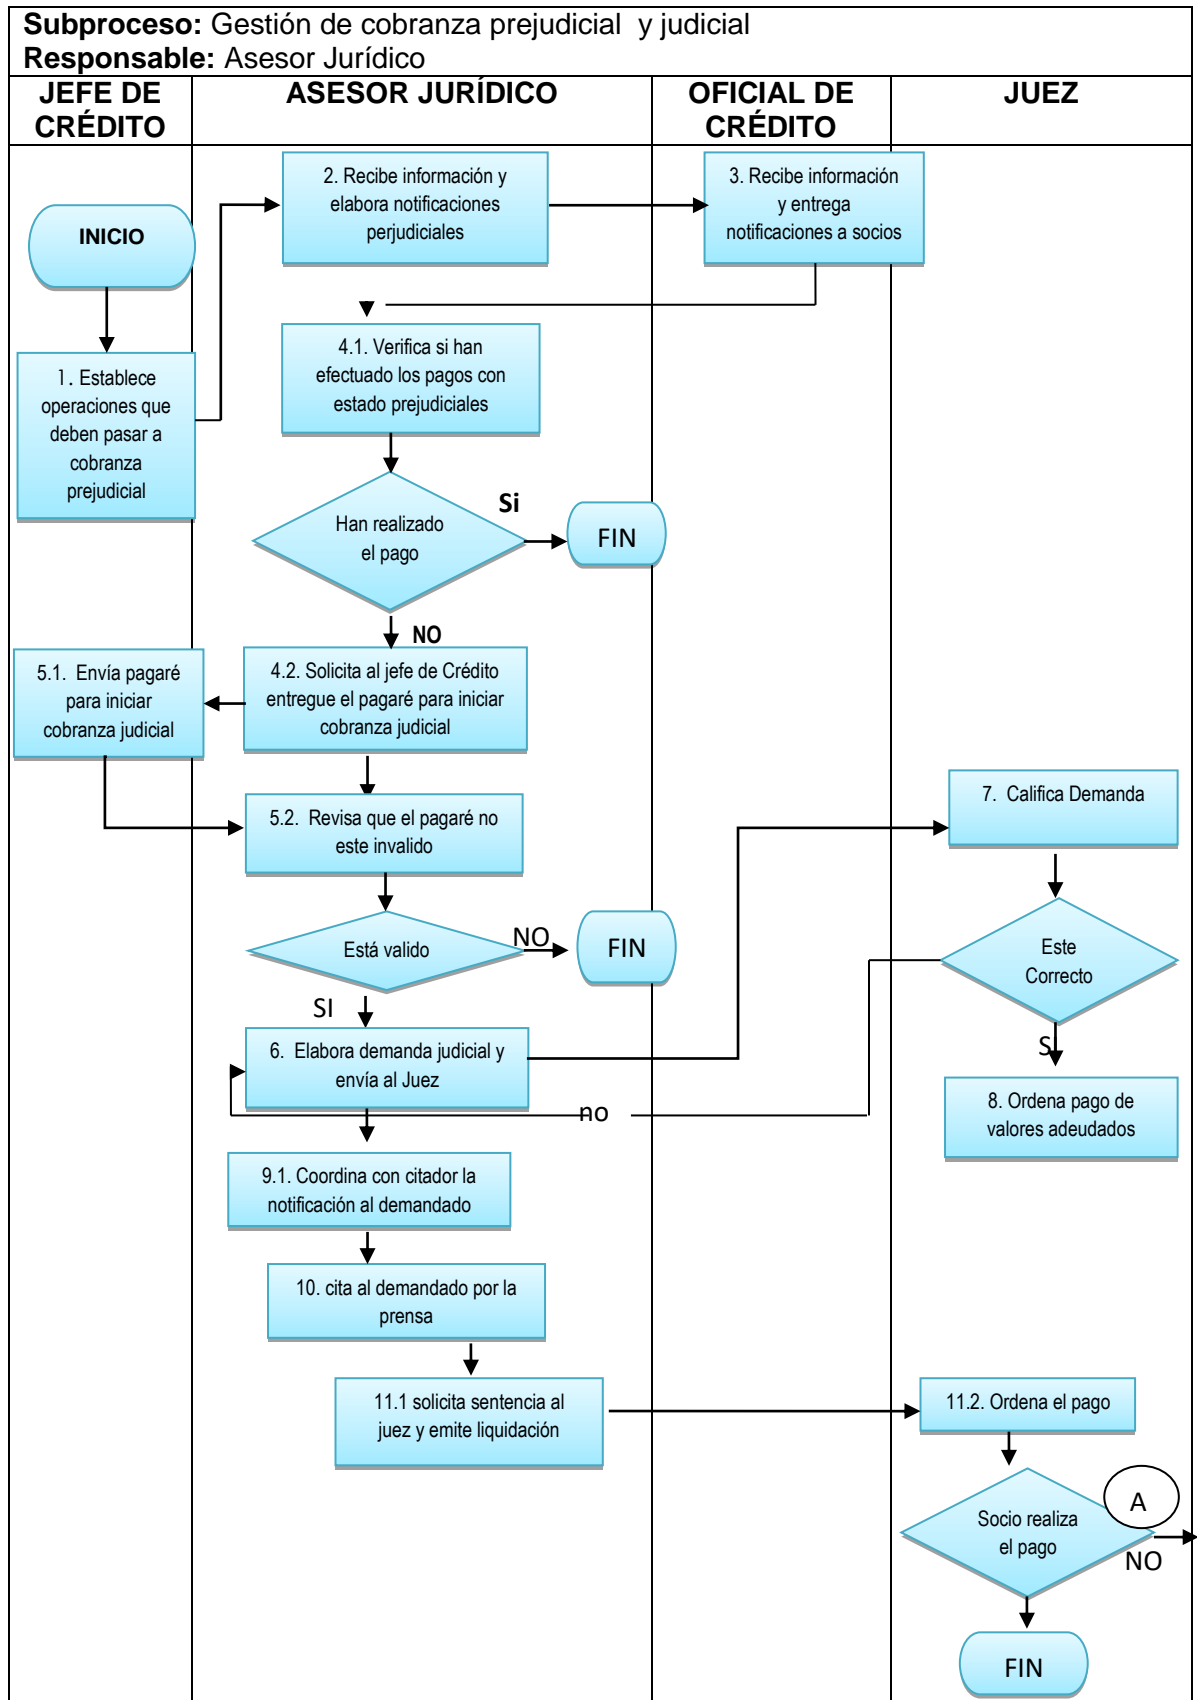 Subproceso: Gestión de cobranza prejudicial y judicial
Responsable: Asesor Jurídico
JEFE DE
CRÉDITO
ASESOR JURÍDICO
OFICIAL DE
CRÉDITO
JUEZ
INICIO
1. Establece
operaciones que
deben pasar a
cobranza
prejudicial
2. Recibe información y
elabora notificaciones
perjudiciales
3. Recibe información
y entrega
notificaciones a socios
4.1. Verifica si han
efectuado los pagos con
estado prejudiciales
Han realizado
el pago
Si
FIN
NO
4.2. Solicita al jefe de Crédito
entregue el pagaré para iniciar
cobranza judicial
5.1. Envía pagaré
para iniciar
cobranza judicial
5.2. Revisa que el pagaré no
este invalido
Está valido
NO
FIN
SI
6. Elabora demanda judicial y
envía al Juez
7. Califica Demanda
Este
Correcto
SI
no
8. Ordena pago de
valores adeudados
9.1. Coordina con citador la
notificación al demandado
10. cita al demandado por la
prensa
11.1 solicita sentencia al
juez y emite liquidación
11.2. Ordena el pago
Socio realiza
el pago
A
NO
FIN